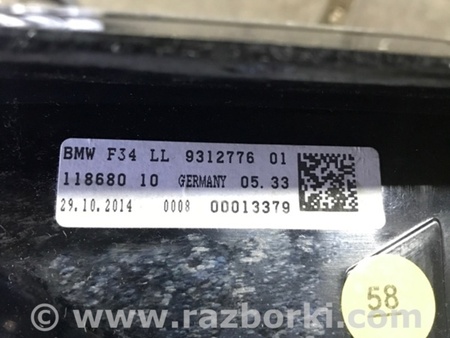 BMW F34 LL 9312776 01
118680 10 GERMANY 05.33
29.10.2014 0008 00013379
58
© www.razborki.com